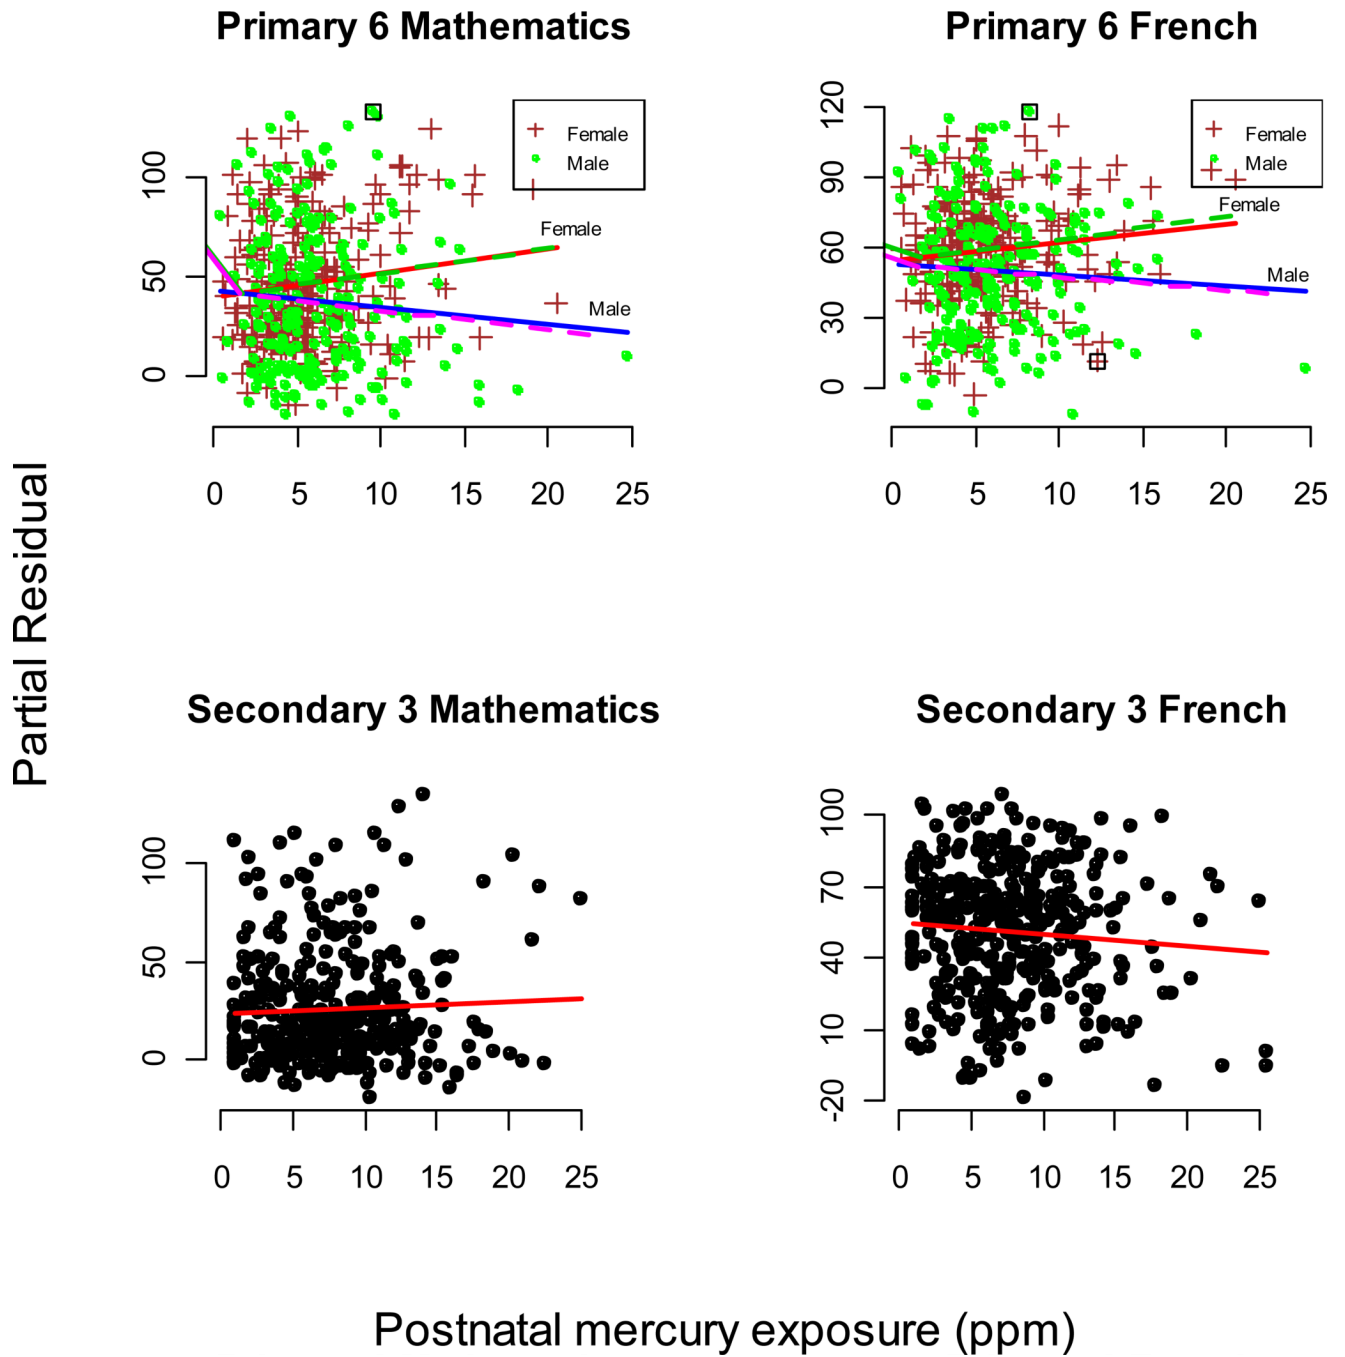 Primary 6 Mathematics
Primary 6 French
Partial Residual
100
50
0
Female
Male
Female
Male
0 5 10 15 20 25
120
90
60
30
0
Female
Male
Female
Male
0 5 10 15 20 25
Secondary 3 Mathematics
Secondary 3 French
100
50
0
0 5 10 15 20 25
100
70
40
10
-20
0 5 10 15 20 25
Postnatal mercury exposure (ppm)